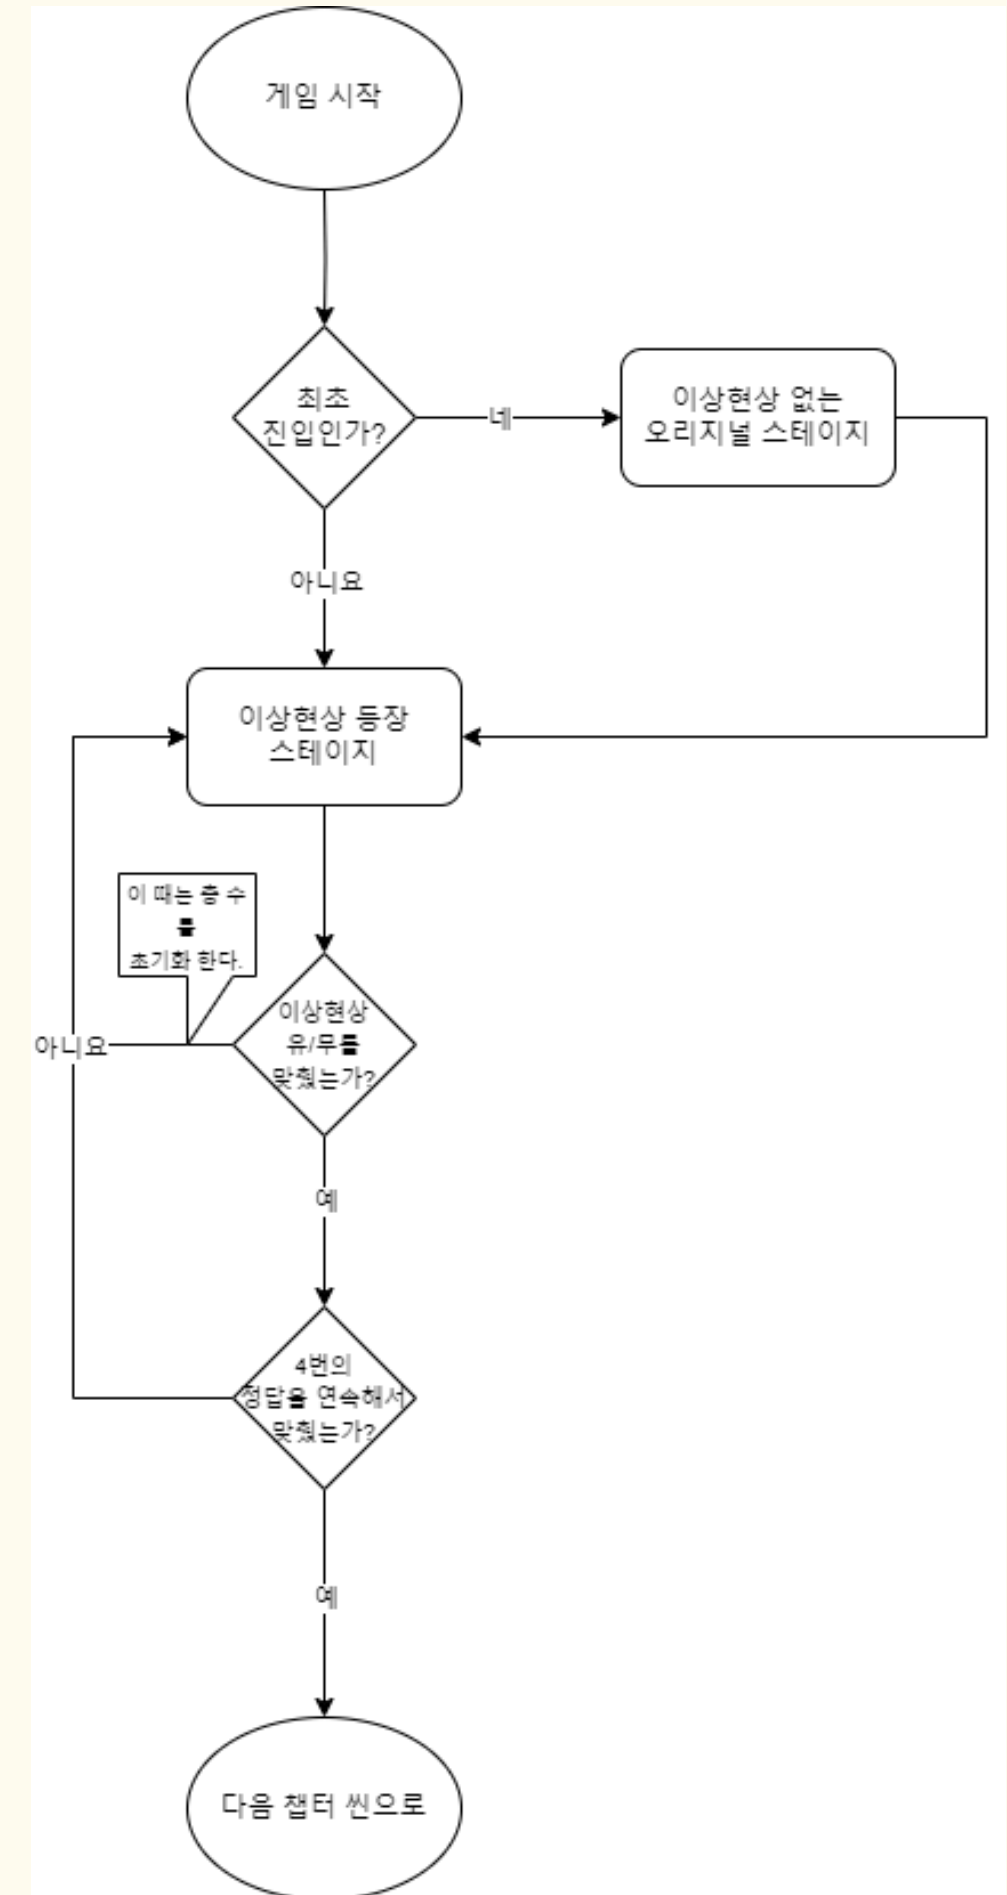 게임 시작
최초
진입인가?
네
이상현상 없는
오리지널 스테이지
아니요
이상현상 등장
스테이지
이 때는 층 수
를
초기화 한다.
이상현상
유/무를
맞췄는가?
아니요
예
4번의
정답을 연속해서
맞췄는가?
예
다음 챕터 씬으로